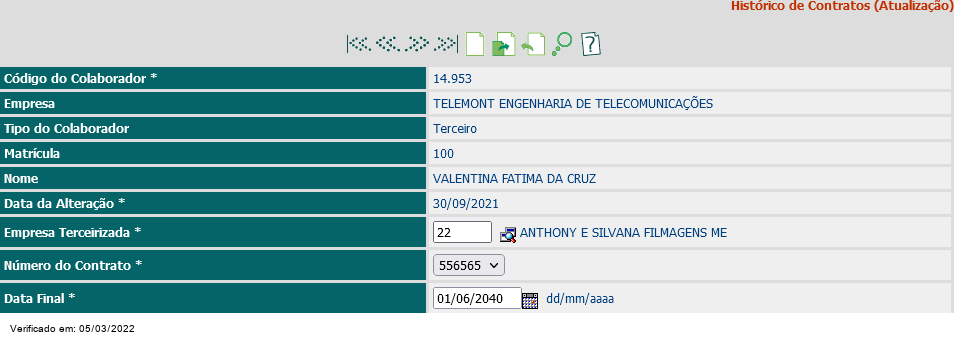 Histórico de Contratos (Atualização)
Código do Colaborador * 14.953
Empresa TELEMONT ENGENHARIA DE TELECOMUNICAÇÕES
Tipo do Colaborador Terceiro
Matrícula 100
Nome VALENTINA FATIMA DA CRUZ
Data da Alteração * 30/09/2021
Empresa Terceirizada * 22 ANTHONY E SILVANA FILMAGENS ME
Número do Contrato * 556565
Data Final * 01/06/2040 dd/mm/aaaa
Verificado em: 05/03/2022